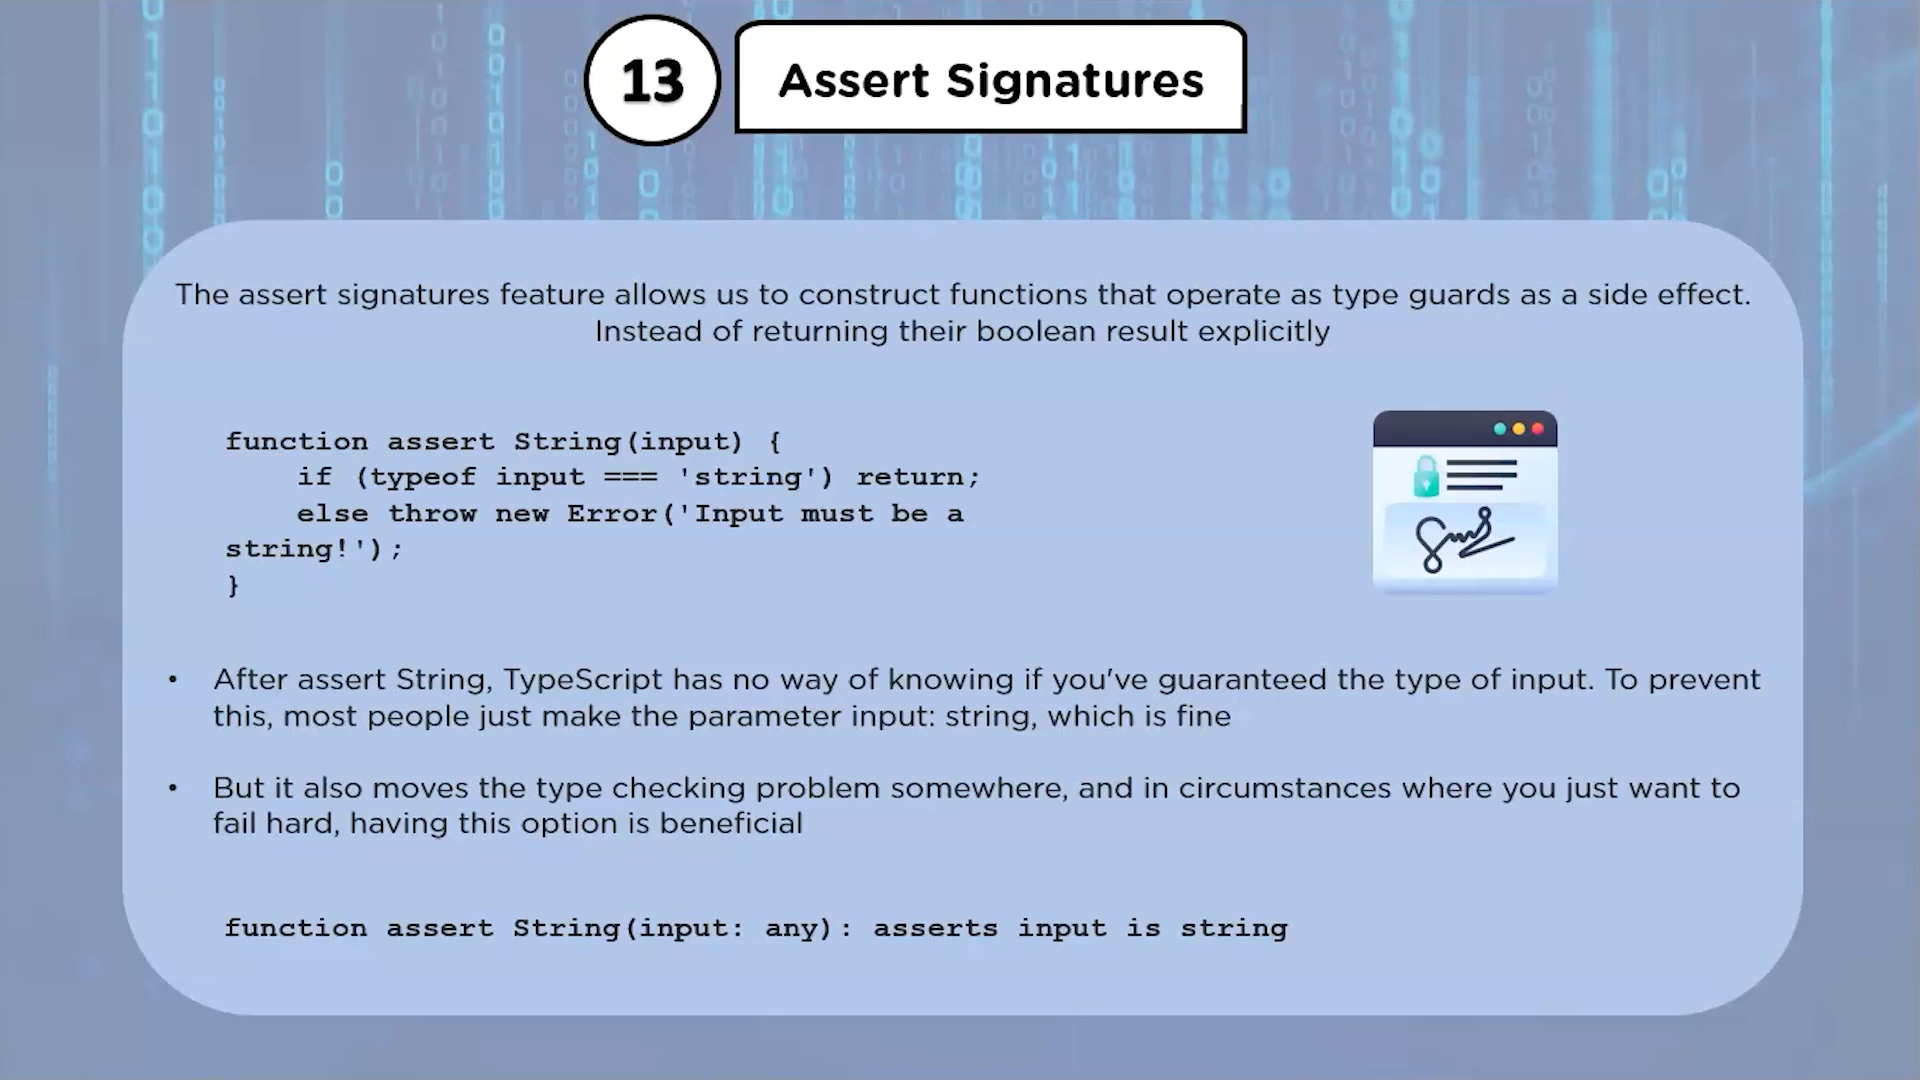 13
Assert Signatures
The assert signatures feature allows us to construct functions that operate as type guards as a side effect.
Instead of returning their boolean result explicitly
function assert String(input) {
    if (typeof input === 'string') return;
    else throw new Error('Input must be a
string!');
}
• After assert String, TypeScript has no way of knowing if you've guaranteed the type of input. To prevent
this, most people just make the parameter input: string, which is fine
• But it also moves the type checking problem somewhere, and in circumstances where you just want to
fail hard, having this option is beneficial
function assert String(input: any): asserts input is string